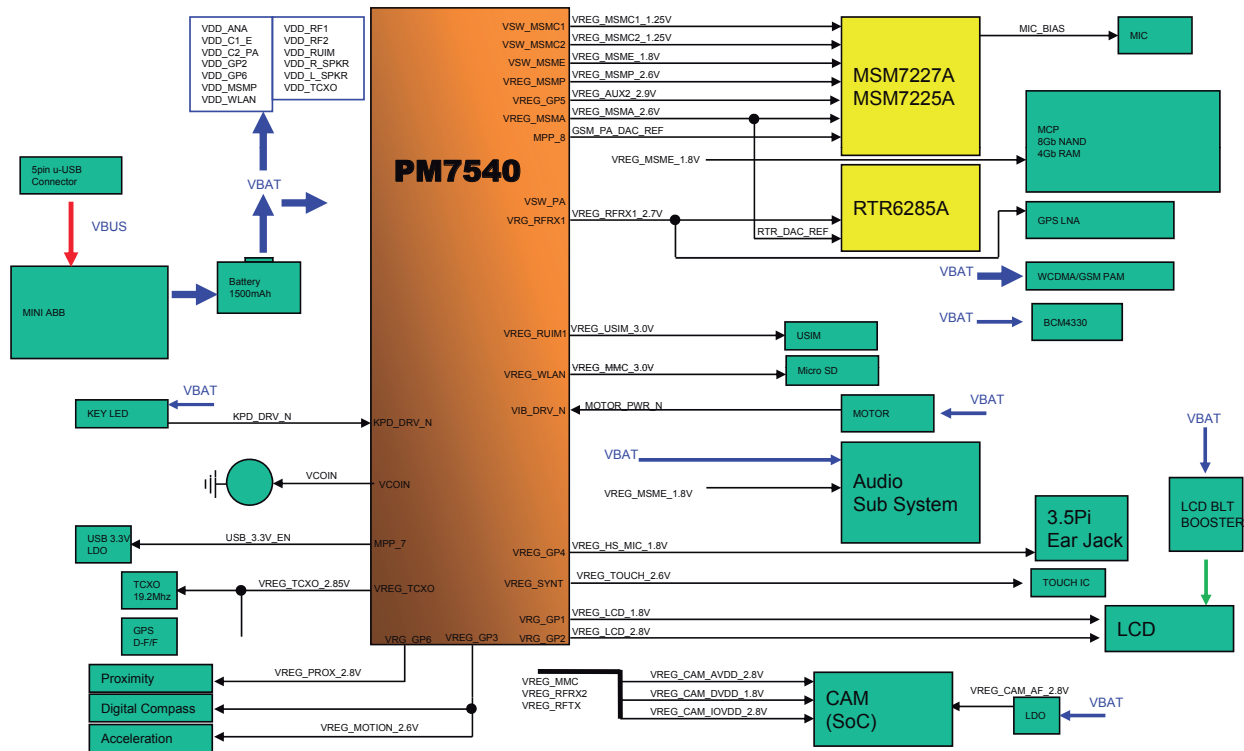 VDD_ANA
VDD_C1_E
VDD_C2_PA
VDD_GP2
VDD_GP6
VDD_MSMP
VDD_WLAN
VDD_RF1
VDD_RF2
VDD_RUIM
VDD_R_SPKR
VDD_L_SPKR
VDD_TCXO
5pin u-USB
Connector
VBUS
VBAT
MINI ABB
Battery
1500mAh
PM7540
VSW_MSMC1
VREG_MSMC1_1.25V
VSW_MSMC2
VREG_MSMC2_1.25V
VSW_MSME
VREG_MSME_1.8V
VREG_MSMP
VREG_MSMP_2.6V
VREG_GP5
VREG_AUX2_2.9V
VREG_MSMA
VREG_MSMA_2.6V
MPP_8
GSM_PA_DAC_REF
MSM7227A
MSM7225A
MIC_BIAS
MIC
MCP
8Gb NAND
4Gb RAM
VREG_MSME_1.8V
VSW_PA
VRG_RFRX1
VREG_RFRX1_2.7V
RTR_DAC_REF
RTR6285A
GPS LNA
VBAT
WCDMA/GSM PAM
VBAT
BCM4330
VREG_RUIM1
VREG_USIM_3.0V
USIM
VREG_WLAN
VREG_MMC_3.0V
Micro SD
VIB_DRV_N
MOTOR_PWR_N
MOTOR
VBAT
KEY LED
VBAT
KPD_DRV_N
KPD_DRV_N
VCOIN
VCOIN
VBAT
VREG_MSME_1.8V
Audio
Sub System
VBAT
LCD BLT
BOOSTER
USB 3.3V
LDO
USB_3.3V_EN
MPP_7
VREG_GP4
VREG_HS_MIC_1.8V
3.5Pi
Ear Jack
TCXO
19.2Mhz
VREG_TCXO_2.85V
VREG_TCXO
VREG_SYNT
VREG_TOUCH_2.6V
TOUCH IC
GPS
D-F/F
VRG_GP6
VREG_GP3
VRG_GP1
VREG_LCD_1.8V
VRG_GP2
VREG_LCD_2.8V
LCD
Proximity
VREG_PROX_2.8V
Digital Compass
Acceleration
VREG_MOTION_2.6V
VREG_MMC
VREG_RFRX2
VREG_RFTX
VREG_CAM_AVDD_2.8V
VREG_CAM_DVDD_1.8V
VREG_CAM_IOVDD_2.8V
CAM
(SoC)
VREG_CAM_AF_2.8V
LDO
VBAT